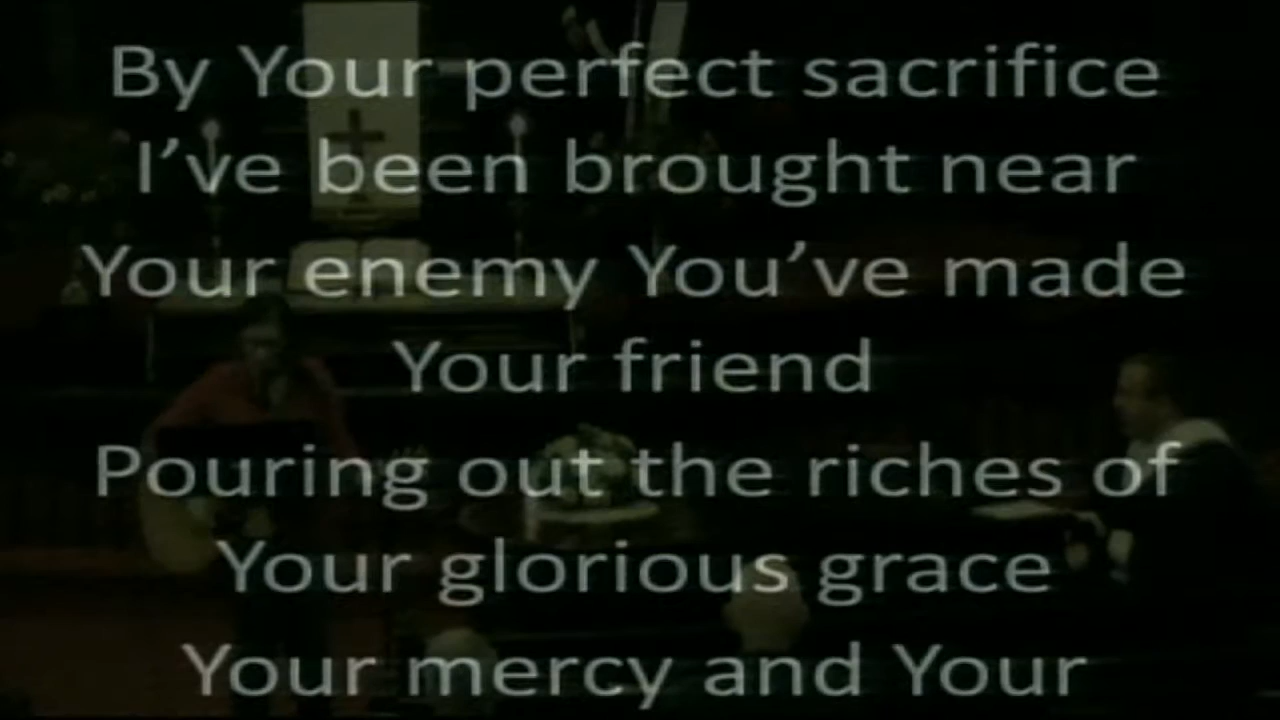 By Your perfect sacrifice
I’ve been brought near
Your enemy You’ve made
Your friend
Pouring out the riches of
Your glorious grace
Your mercy and Your